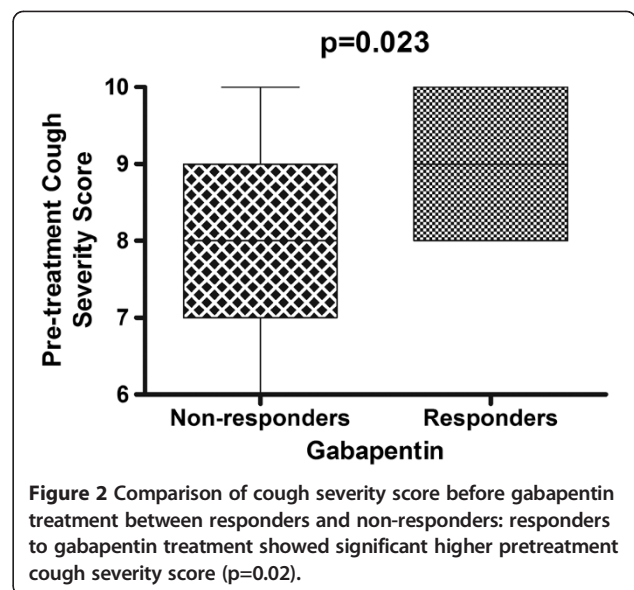 p=0.023
Pre-treatment Cough
Severity Score
10
9
8
7
6
Non-responders Responders
Gabapentin
Figure 2 Comparison of cough severity score before gabapentin
treatment between responders and non-responders: responders
to gabapentin treatment showed significant higher pretreatment
cough severity score (p=0.02).